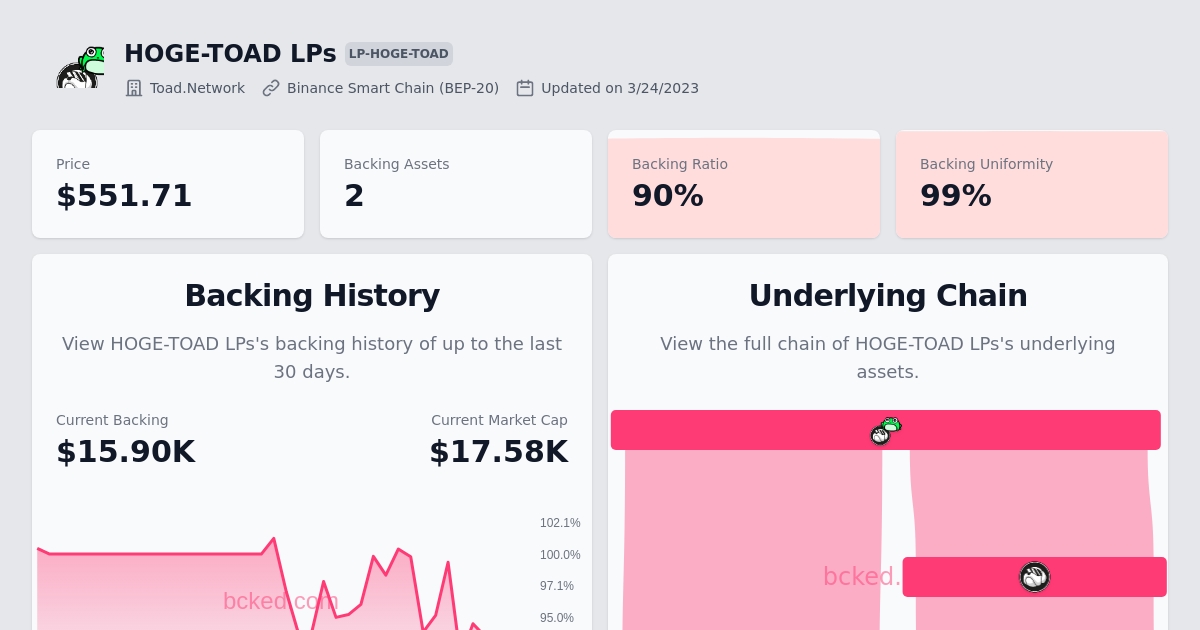 HOGE-TOAD LPs LP-HOGE-TOAD
Toad.Network Binance Smart Chain (BEP-20) Updated on 3/24/2023
Price
$551.71
Backing Assets
2
Backing Ratio
90%
Backing Uniformity
99%
Backing History
View HOGE-TOAD LPs's backing history of up to the last
30 days.
Current Backing
$15.90K
Current Market Cap
$17.58K
102.1%
100.0%
97.1%
95.0%
bcked.com
Underlying Chain
View the full chain of HOGE-TOAD LPs's underlying
assets.
bcked.